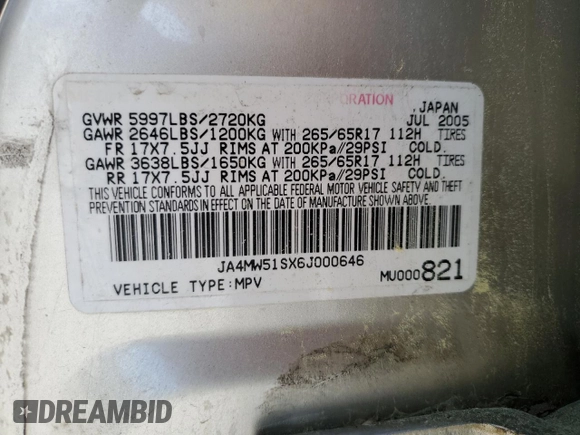 CORPORATION
, JAPAN
GVWR 5997LBS/2720KG JUL 2005
GAWR 2646LBS/1200KG WITH 265/65R17 112H TIRES
FR 17X7.5JJ RIMS AT 200KPa//29PSI COLD.
GAWR 3638LBS/1650KG WITH 265/65R17 112H TIRES
RR 17X7.5JJ RIMS AT 200KPa//29PSI COLD.
THIS VEHICLE CONFORMS TO ALL APPLICABLE FEDERAL MOTOR VEHICLE SAFETY AND THEFT
PREVENTION STANDARDS IN EFFECT ON THE DATE OF MANUFACTURE SHOWN ABOVE.
JA4MW51SX6J000646
VEHICLE TYPE:MPV MU000821
DREAMBID